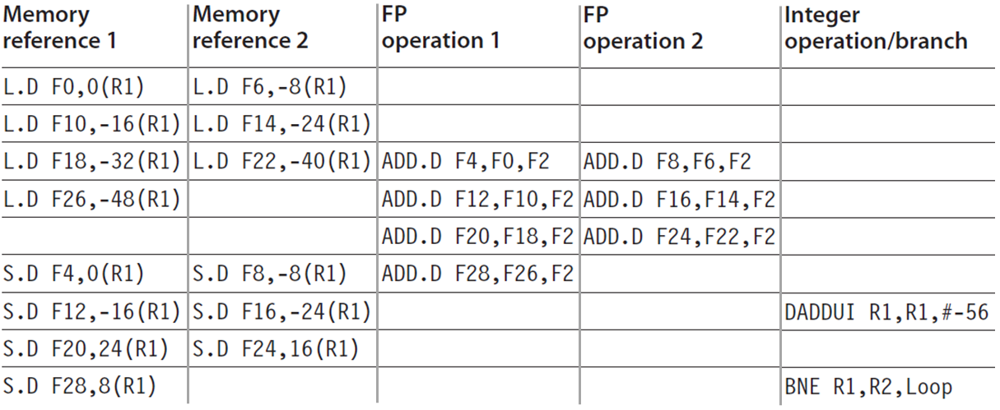 Memory reference 1 Memory reference 2 FP operation 1 FP operation 2 Integer operation/branch
L.D F0,0(R1) L.D F6,-8(R1)
L.D F10,-16(R1) L.D F14,-24(R1)
L.D F18,-32(R1) L.D F22,-40(R1) ADD.D F4,F0,F2 ADD.D F8,F6,F2
L.D F26,-48(R1) ADD.D F12,F10,F2 ADD.D F16,F14,F2
ADD.D F20,F18,F2 ADD.D F24,F22,F2
S.D F4,0(R1) S.D F8,-8(R1) ADD.D F28,F26,F2
S.D F12,-16(R1) S.D F16,-24(R1) DADDUI R1,R1,#-56
S.D F20,24(R1) S.D F24,16(R1)
S.D F28,8(R1) BNE R1,R2,Loop